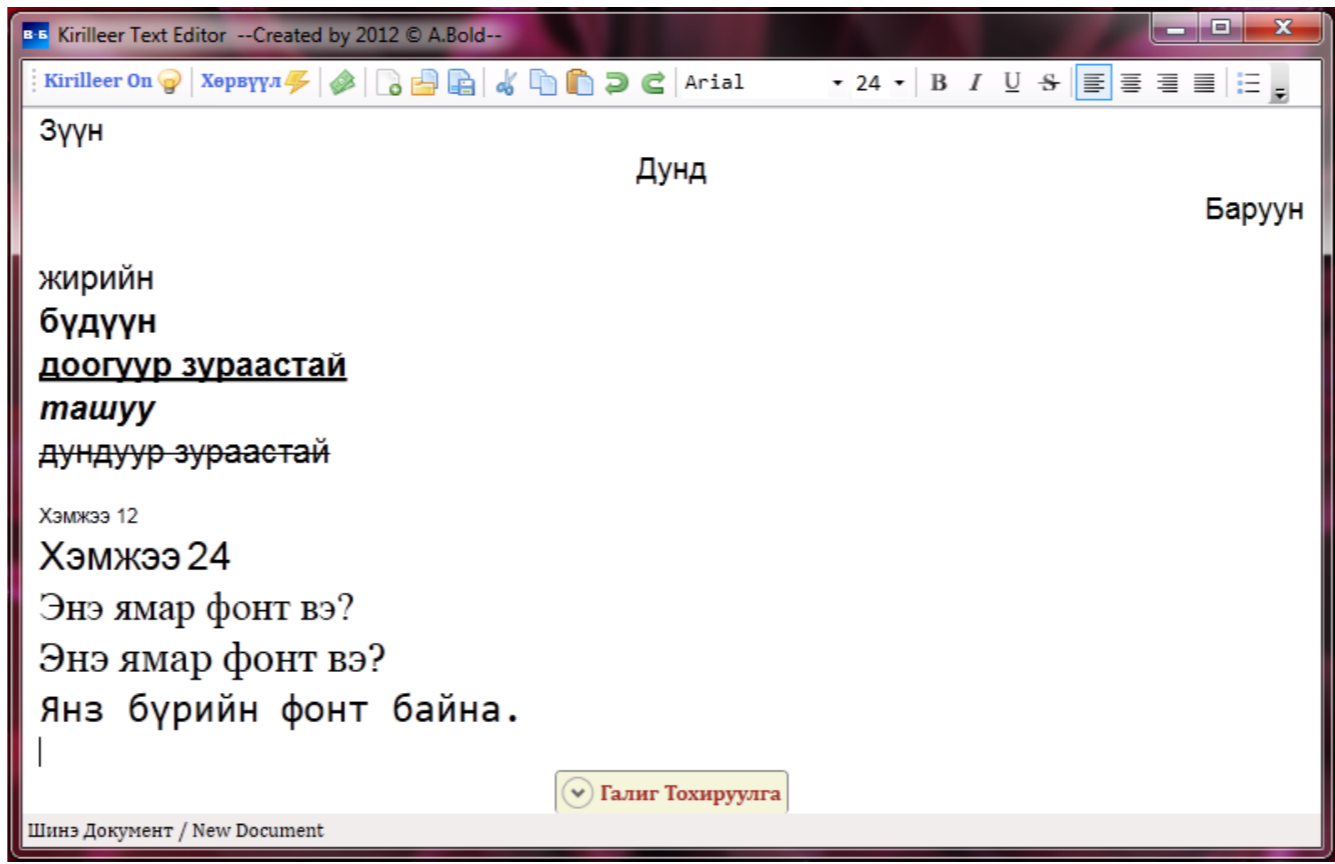 В-Б Kirilleer Text Editor --Created by 2012 © A.Bold--
Kirilleer On Хөрвүүл Arial 24 B I U S
Зүүн
Дунд
Баруун
жирийн
бүдүүн
доогуур зураастай
ташуу
дундуур зураастай
Хэмжээ 12
Хэмжээ 24
Энэ ямар фонт вэ?
Энэ ямар фонт вэ?
Янз бүрийн фонт байна.
Галиг Тохируулга
Шинэ Документ / New Document